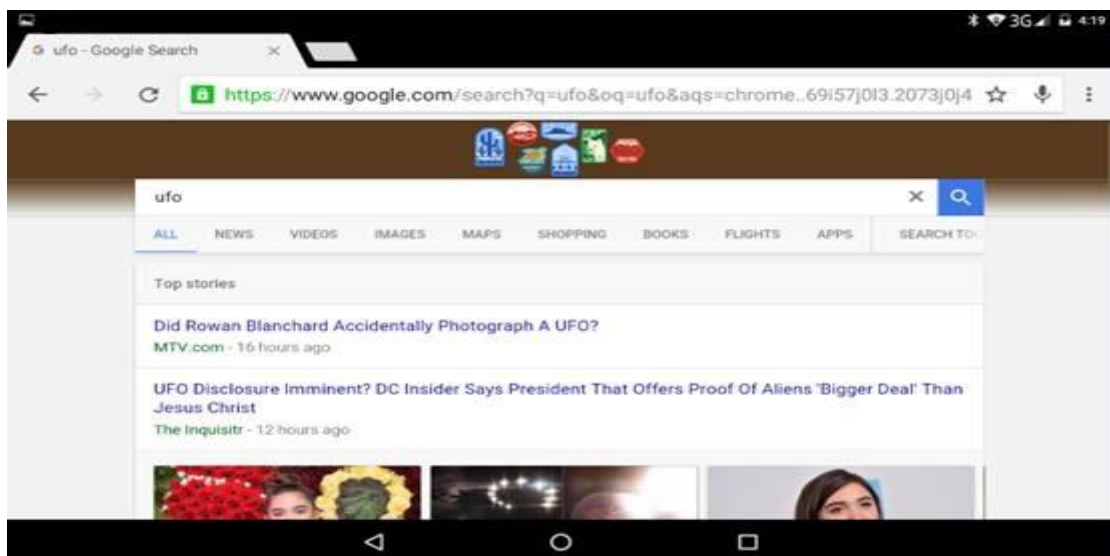 3G 4:19
ufo - Google Search
https://www.google.com/search?q=ufo&oq=ufo&aqs=chrome..69i57j0l3.2073j0j4
ufo
ALL NEWS VIDEOS IMAGES MAPS SHOPPING BOOKS FLIGHTS APPS SEARCH TO
Top stories
Did Rowan Blanchard Accidentally Photograph A UFO?
MTV.com - 16 hours ago
UFO Disclosure Imminent? DC Insider Says President That Offers Proof Of Aliens 'Bigger Deal' Than
Jesus Christ
The Inquisitr - 12 hours ago